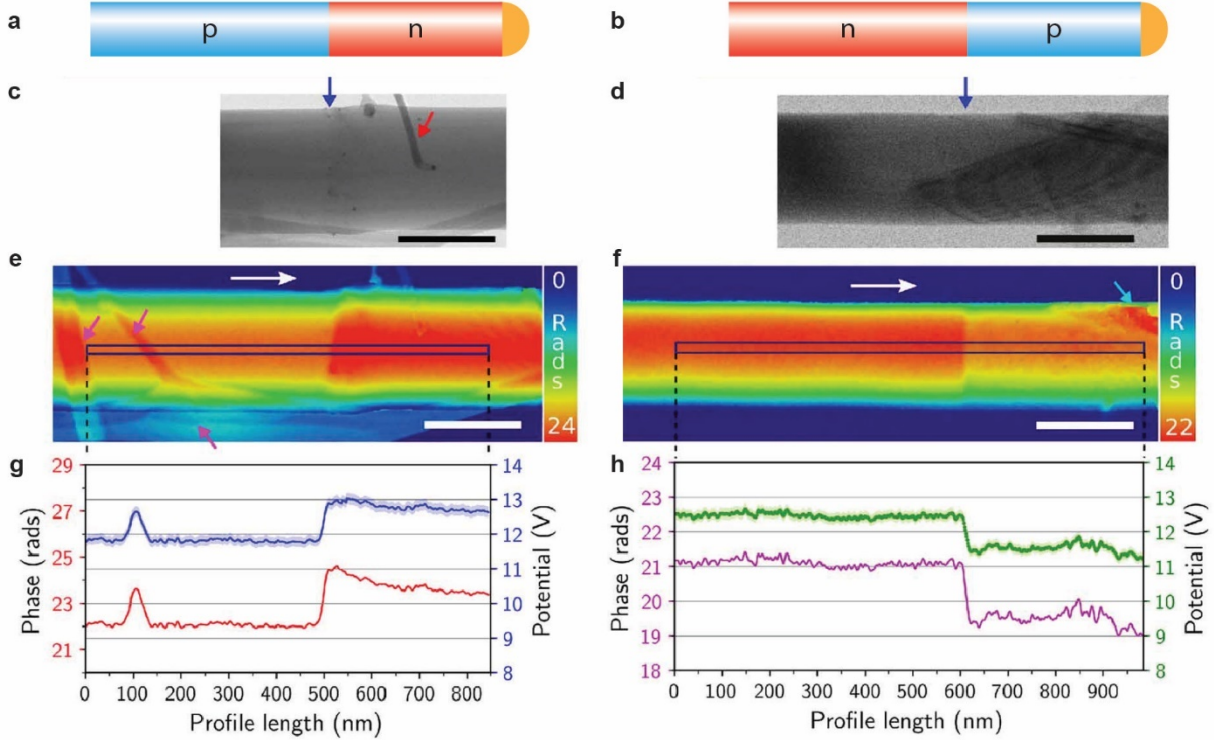 a
p n
b
n p
c
d
e
0
Rads
24
f
0
Rads
22
g
29
27
25
23
21
Phase (rads)
14
13
12
11
10
9
8
Potential (V)
0 100 200 300 400 500 600 700 800
Profile length (nm)
h
24
23
22
21
20
19
18
Phase (rads)
14
13
12
11
10
9
8
Potential (V)
0 100 200 300 400 500 600 700 800 900
Profile length (nm)